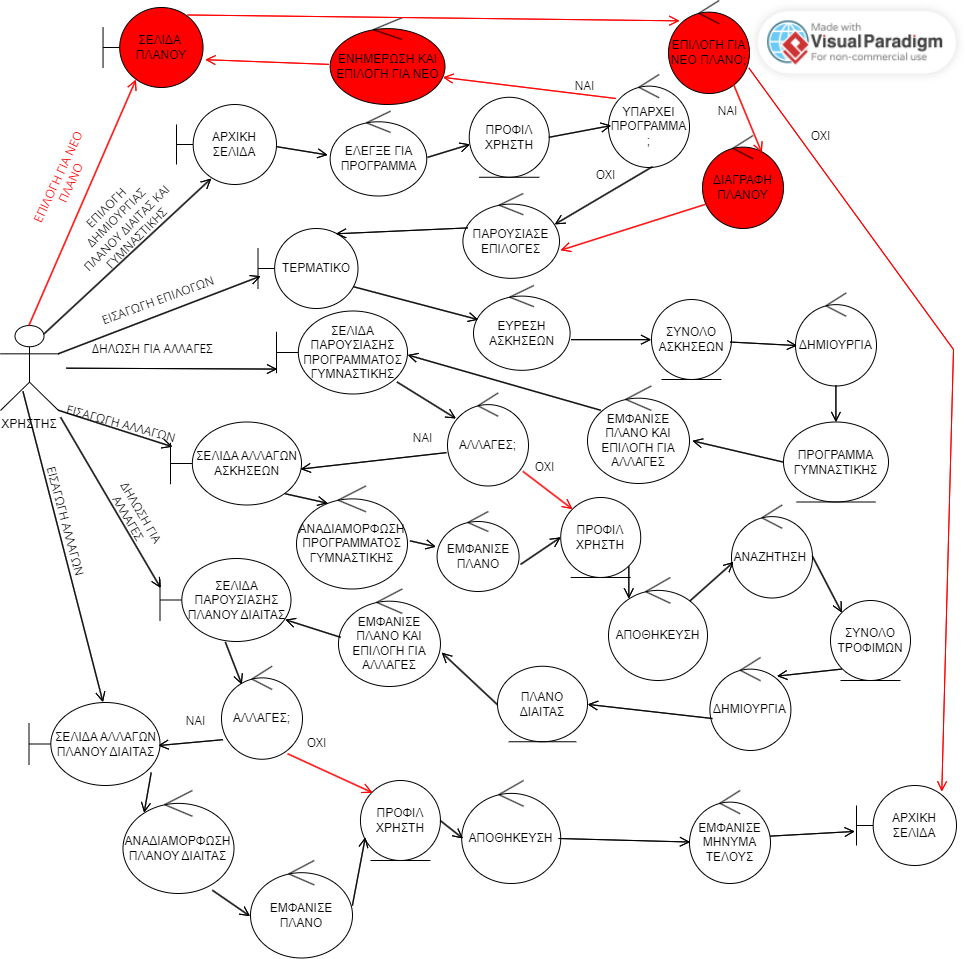 ΣΕΛΙΔΑ
ΠΛΑΝΟΥ
ΕΝΗΜΕΡΩΣΗ ΚΑΙ
ΕΠΙΛΟΓΗ ΓΙΑ ΝΕΟ
ΕΠΙΛΟΓΗ ΓΙΑ
ΝΕΟ ΠΛΑΝΟ;
Made with
Visual Paradigm
For non-commercial use
ΝΑΙ
ΝΑΙ
ΟΧΙ
ΑΡΧΙΚΗ
ΣΕΛΙΔΑ
ΕΛΕΓΞΕ ΓΙΑ
ΠΡΟΓΡΑΜΜΑ
ΠΡΟΦΙΛ
ΧΡΗΣΤΗ
ΥΠΑΡΧΕΙ
ΠΡΟΓΡΑΜΜΑ
;
ΟΧΙ
ΔΙΑΓΡΑΦΗ
ΠΛΑΝΟΥ
ΕΠΙΛΟΓΗ ΓΙΑ ΝΕΟ
ΠΛΑΝΟ
ΕΠΙΛΟΓΗ
ΔΗΜΙΟΥΡΓΙΑΣ
ΠΛΑΝΟΥ ΔΙΑΙΤΑΣ ΚΑΙ
ΓΥΜΝΑΣΤΙΚΗΣ
ΠΑΡΟΥΣΙΑΣΕ
ΕΠΙΛΟΓΕΣ
ΤΕΡΜΑΤΙΚΟ
ΕΙΣΑΓΩΓΗ ΕΠΙΛΟΓΩΝ
ΕΥΡΕΣΗ
ΑΣΚΗΣΕΩΝ
ΣΥΝΟΛΟ
ΑΣΚΗΣΕΩΝ
ΔΗΜΙΟΥΡΓΙΑ
ΔΗΛΩΣΗ ΓΙΑ ΑΛΛΑΓΕΣ
ΣΕΛΙΔΑ
ΠΑΡΟΥΣΙΑΣΗΣ
ΠΡΟΓΡΑΜΜΑΤΟΣ
ΓΥΜΝΑΣΤΙΚΗΣ
ΧΡΗΣΤΗΣ
ΕΙΣΑΓΩΓΗ ΑΛΛΑΓΩΝ
ΣΕΛΙΔΑ ΑΛΛΑΓΩΝ
ΑΣΚΗΣΕΩΝ
ΝΑΙ
ΑΛΛΑΓΕΣ;
ΟΧΙ
ΕΜΦΑΝΙΣΕ
ΠΛΑΝΟ ΚΑΙ
ΕΠΙΛΟΓΗ ΓΙΑ
ΑΛΛΑΓΕΣ
ΠΡΟΓΡΑΜΜΑ
ΓΥΜΝΑΣΤΙΚΗΣ
ΕΙΣΑΓΩΓΗ ΑΛΛΑΓΩΝ
ΔΗΛΩΣΗ ΓΙΑ
ΑΛΛΑΓΕΣ
ΑΝΑΔΙΑΜΟΡΦΩΣΗ
ΠΡΟΓΡΑΜΜΑΤΟΣ
ΓΥΜΝΑΣΤΙΚΗΣ
ΕΜΦΑΝΙΣΕ
ΠΛΑΝΟ
ΠΡΟΦΙΛ
ΧΡΗΣΤΗ
ΑΝΑΖΗΤΗΣΗ
ΣΕΛΙΔΑ
ΠΑΡΟΥΣΙΑΣΗΣ
ΠΛΑΝΟΥ ΔΙΑΙΤΑΣ
ΕΜΦΑΝΙΣΕ
ΠΛΑΝΟ ΚΑΙ
ΕΠΙΛΟΓΗ ΓΙΑ
ΑΛΛΑΓΕΣ
ΑΠΟΘΗΚΕΥΣΗ
ΣΥΝΟΛΟ
ΤΡΟΦΙΜΩΝ
ΠΛΑΝΟ
ΔΙΑΙΤΑΣ
ΔΗΜΙΟΥΡΓΙΑ
ΣΕΛΙΔΑ ΑΛΛΑΓΩΝ
ΠΛΑΝΟΥ ΔΙΑΙΤΑΣ
ΝΑΙ
ΑΛΛΑΓΕΣ;
ΟΧΙ
ΑΝΑΔΙΑΜΟΡΦΩΣΗ
ΠΛΑΝΟΥ ΔΙΑΙΤΑΣ
ΠΡΟΦΙΛ
ΧΡΗΣΤΗ
ΑΠΟΘΗΚΕΥΣΗ
ΕΜΦΑΝΙΣΕ
ΜΗΝΥΜΑ
ΤΕΛΟΥΣ
ΑΡΧΙΚΗ
ΣΕΛΙΔΑ
ΕΜΦΑΝΙΣΕ
ΠΛΑΝΟ